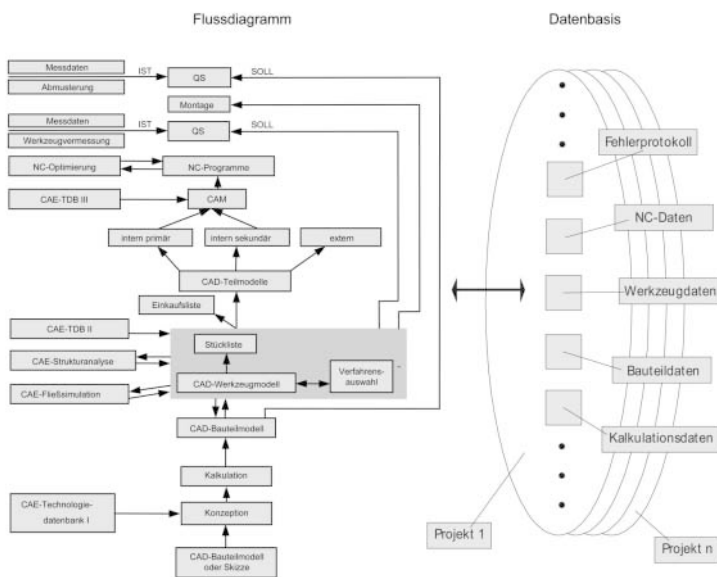 Flussdiagramm
Datenbasis
Messdaten
Abmusterung
IST
QS
SOLL
Montage
Messdaten
Werkzeugvermessung
IST
QS
SOLL
NC-Optimierung
NC-Programme
CAE-TDB III
CAM
intern primär
intern sekundär
extern
CAD-Teilmodelle
Einkaufsliste
CAE-TDB II
CAE-Strukturanalyse
CAE-Fließsimulation
Stückliste
CAD-Werkzeugmodell
Verfahrens-
auswahl
CAD-Bauteilmodell
Kalkulation
CAE-Technologie-
datenbank I
Konzeption
CAD-Bauteilmodell
oder Skizze
Fehlerprotokoll
NC-Daten
Werkzeugdaten
Bauteildaten
Kalkulationsdaten
Projekt 1
Projekt n